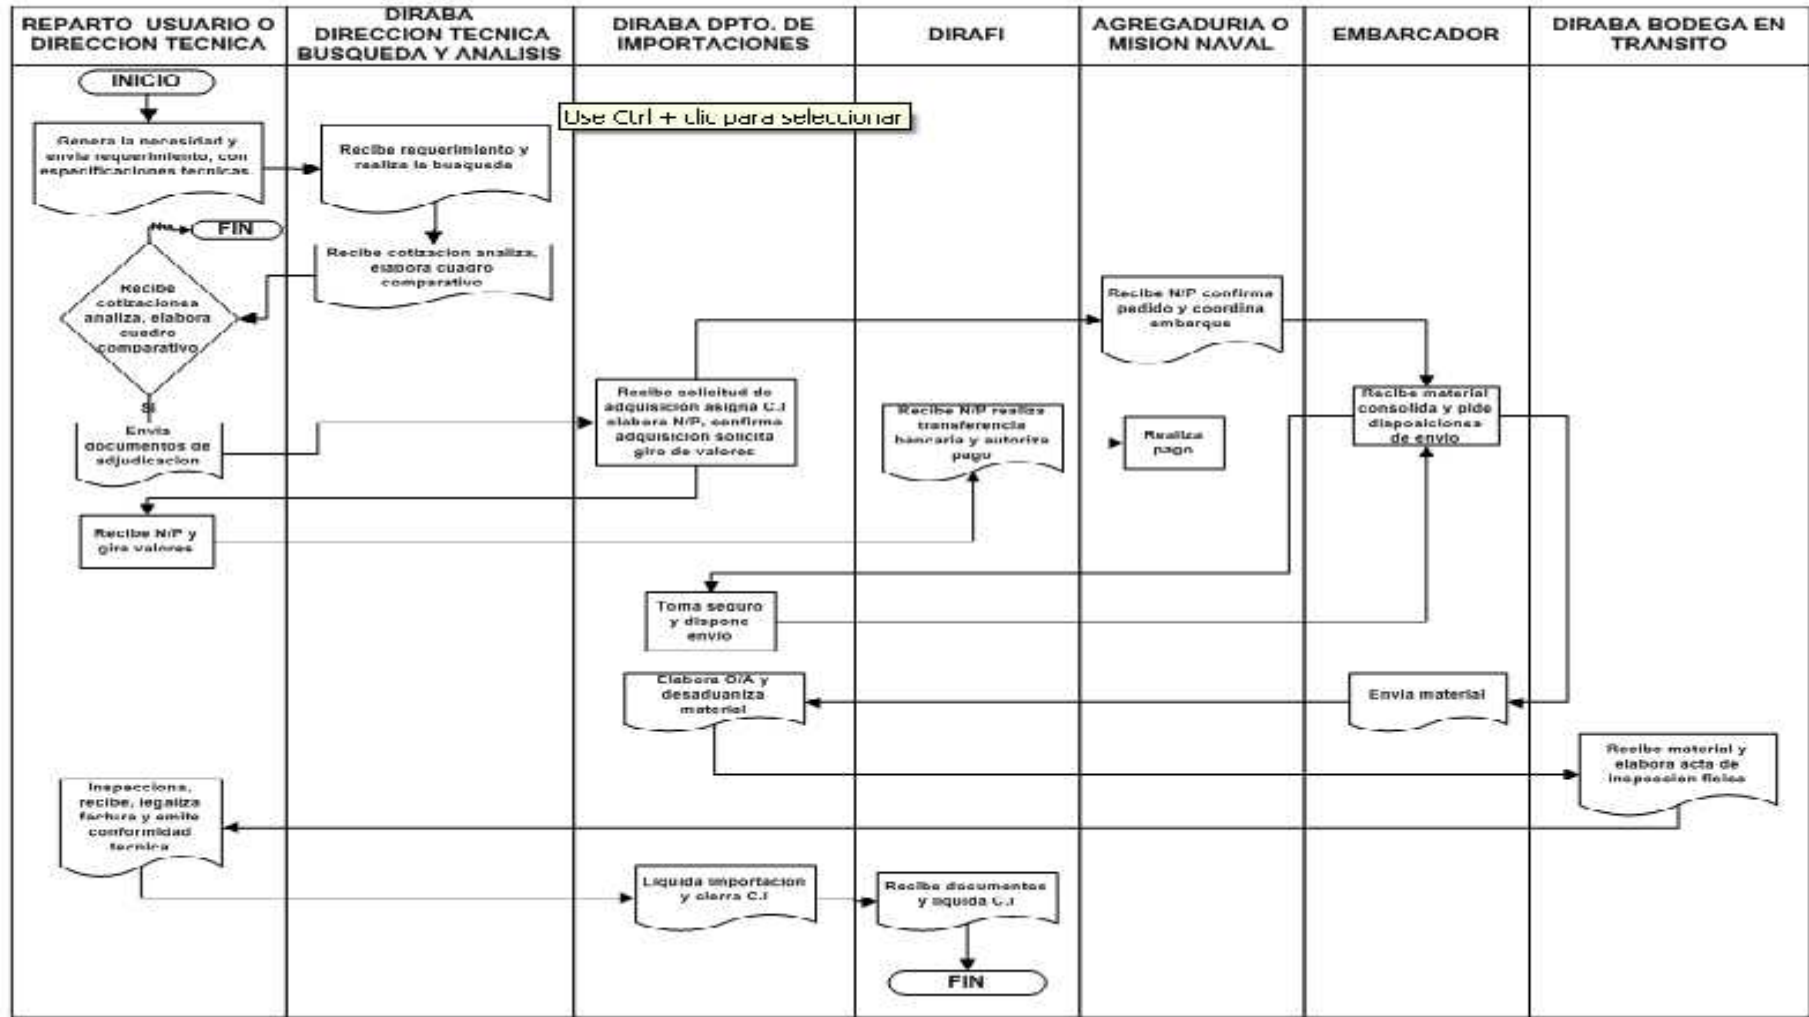 REPARTO USUARIO O
DIRECCION TECNICA
DIRABA
DIRECCION TECNICA
BUSQUEDA Y ANALISIS
DIRABA DPTO. DE
IMPORTACIONES
DIRAFI
AGREGADURIA O
MISION NAVAL
EMBARCADOR
DIRABA BODEGA EN
TRANSITO
INICIO
Use Ctrl + clic para seleccionar
Genera la necesidad y
envia requerimiento, con
especificaciones tecnicas.
Recibe requerimiento y
realiza la busqueda
No
FIN
Recibe cotizacion analiza,
elabora cuadro
comparativo
Recibe
cotizaciones
analiza, elabora
cuadro
comparativo
Recibe N/P confirma
pedido y coordina
embarque
SI
Envia
documentos de
adjudicacion
Recibe solicitud de
adquisición asigna C.I
elabora N/P, confirma
adquisicion solicita
giro de valores
Recibe N/P realiza
transferencia
bancaria y autoriza
pago
Realiza
pago
Recibe material
consolida y pide
disposiciones
de envio
Recibe N/P y
gira valores
Toma seguro
y dispone
envio
Elabora O/A y
desaduaniza
material
Envia material
Recibe material y
elabora acta de
inspeccion fisica
Inspecciona,
recibe, legaliza
factura y emite
conformidad
tecnica
Liquida importacion
y cierra C.I
Recibe documentos
y liquida C.I
FIN